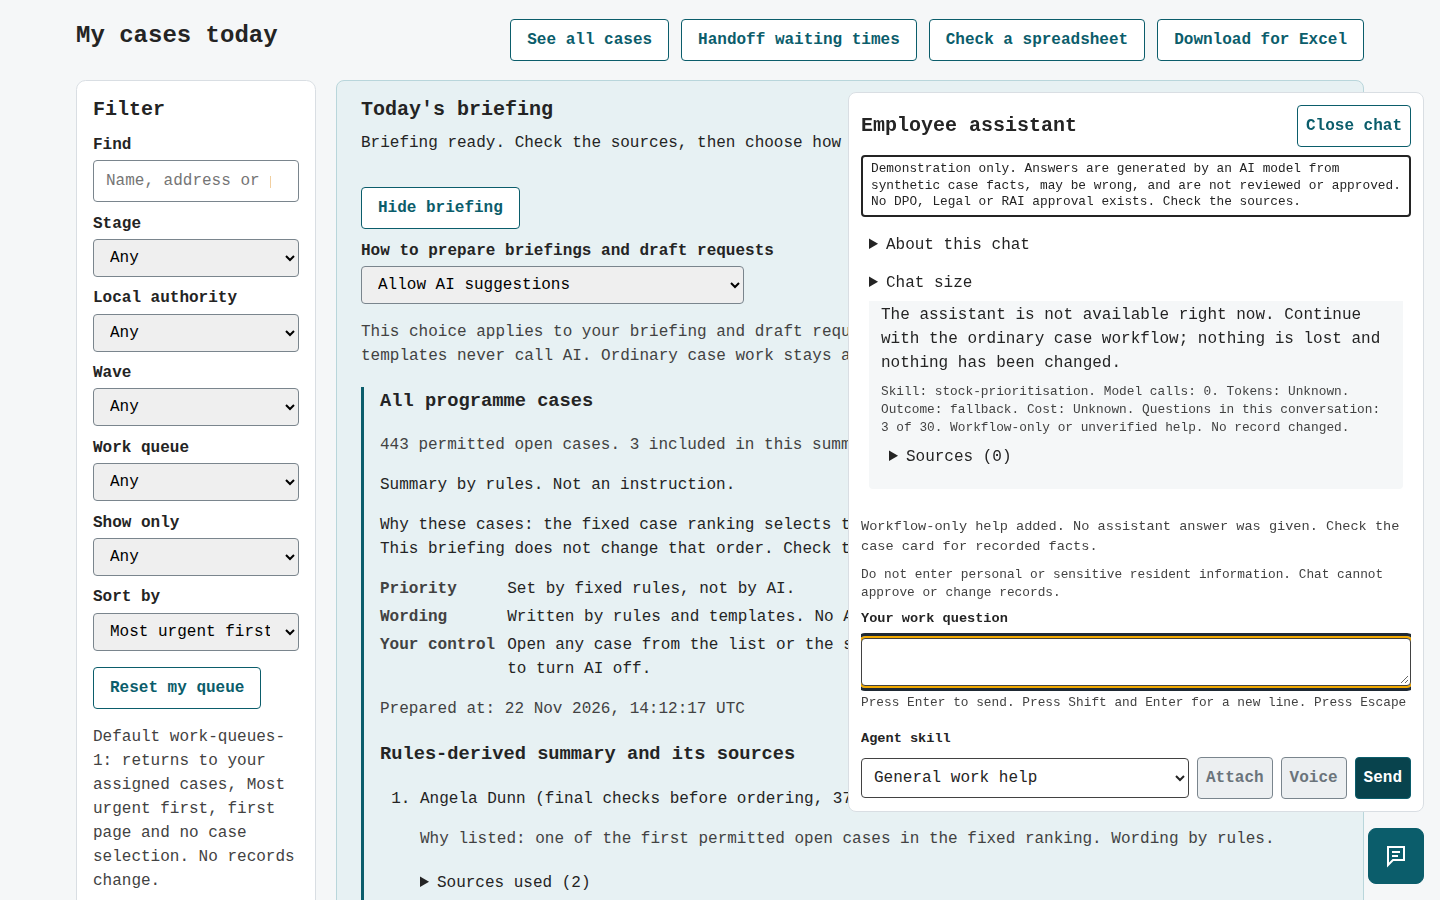 My cases today
See all cases
Handoff waiting times
Check a spreadsheet
Download for Excel
Filter
Find
Name, address or
Stage
Any
Local authority
Any
Wave
Any
Work queue
Any
Show only
Any
Sort by
Most urgent first
Reset my queue
Default work-queues-
1: returns to your
assigned cases, Most
urgent first, first
page and no case
selection. No records
change.
Today's briefing
Briefing ready. Check the sources, then choose how
Hide briefing
How to prepare briefings and draft requests
Allow AI suggestions
This choice applies to your briefing and draft requ
templates never call AI. Ordinary case work stays a
All programme cases
443 permitted open cases. 3 included in this summ
Summary by rules. Not an instruction.
Why these cases: the fixed case ranking selects t
This briefing does not change that order. Check t
Priority Set by fixed rules, not by AI.
Wording Written by rules and templates. No A
Your control Open any case from the list or the s
to turn AI off.
Prepared at: 22 Nov 2026, 14:12:17 UTC
Rules-derived summary and its sources
1. Angela Dunn (final checks before ordering, 37
Why listed: one of the first permitted open cases in the fixed ranking. Wording by rules.
Sources used (2)
Employee assistant
Close chat
Demonstration only. Answers are generated by an AI model from
synthetic case facts, may be wrong, and are not reviewed or approved.
No DPO, Legal or RAI approval exists. Check the sources.
About this chat
Chat size
The assistant is not available right now. Continue
with the ordinary case workflow; nothing is lost and
nothing has been changed.
Skill: stock-prioritisation. Model calls: 0. Tokens: Unknown.
Outcome: fallback. Cost: Unknown. Questions in this conversation:
3 of 30. Workflow-only or unverified help. No record changed.
Sources (0)
Workflow-only help added. No assistant answer was given. Check the
case card for recorded facts.
Do not enter personal or sensitive resident information. Chat cannot
approve or change records.
Your work question
Press Enter to send. Press Shift and Enter for a new line. Press Escape
Agent skill
General work help
Attach
Voice
Send